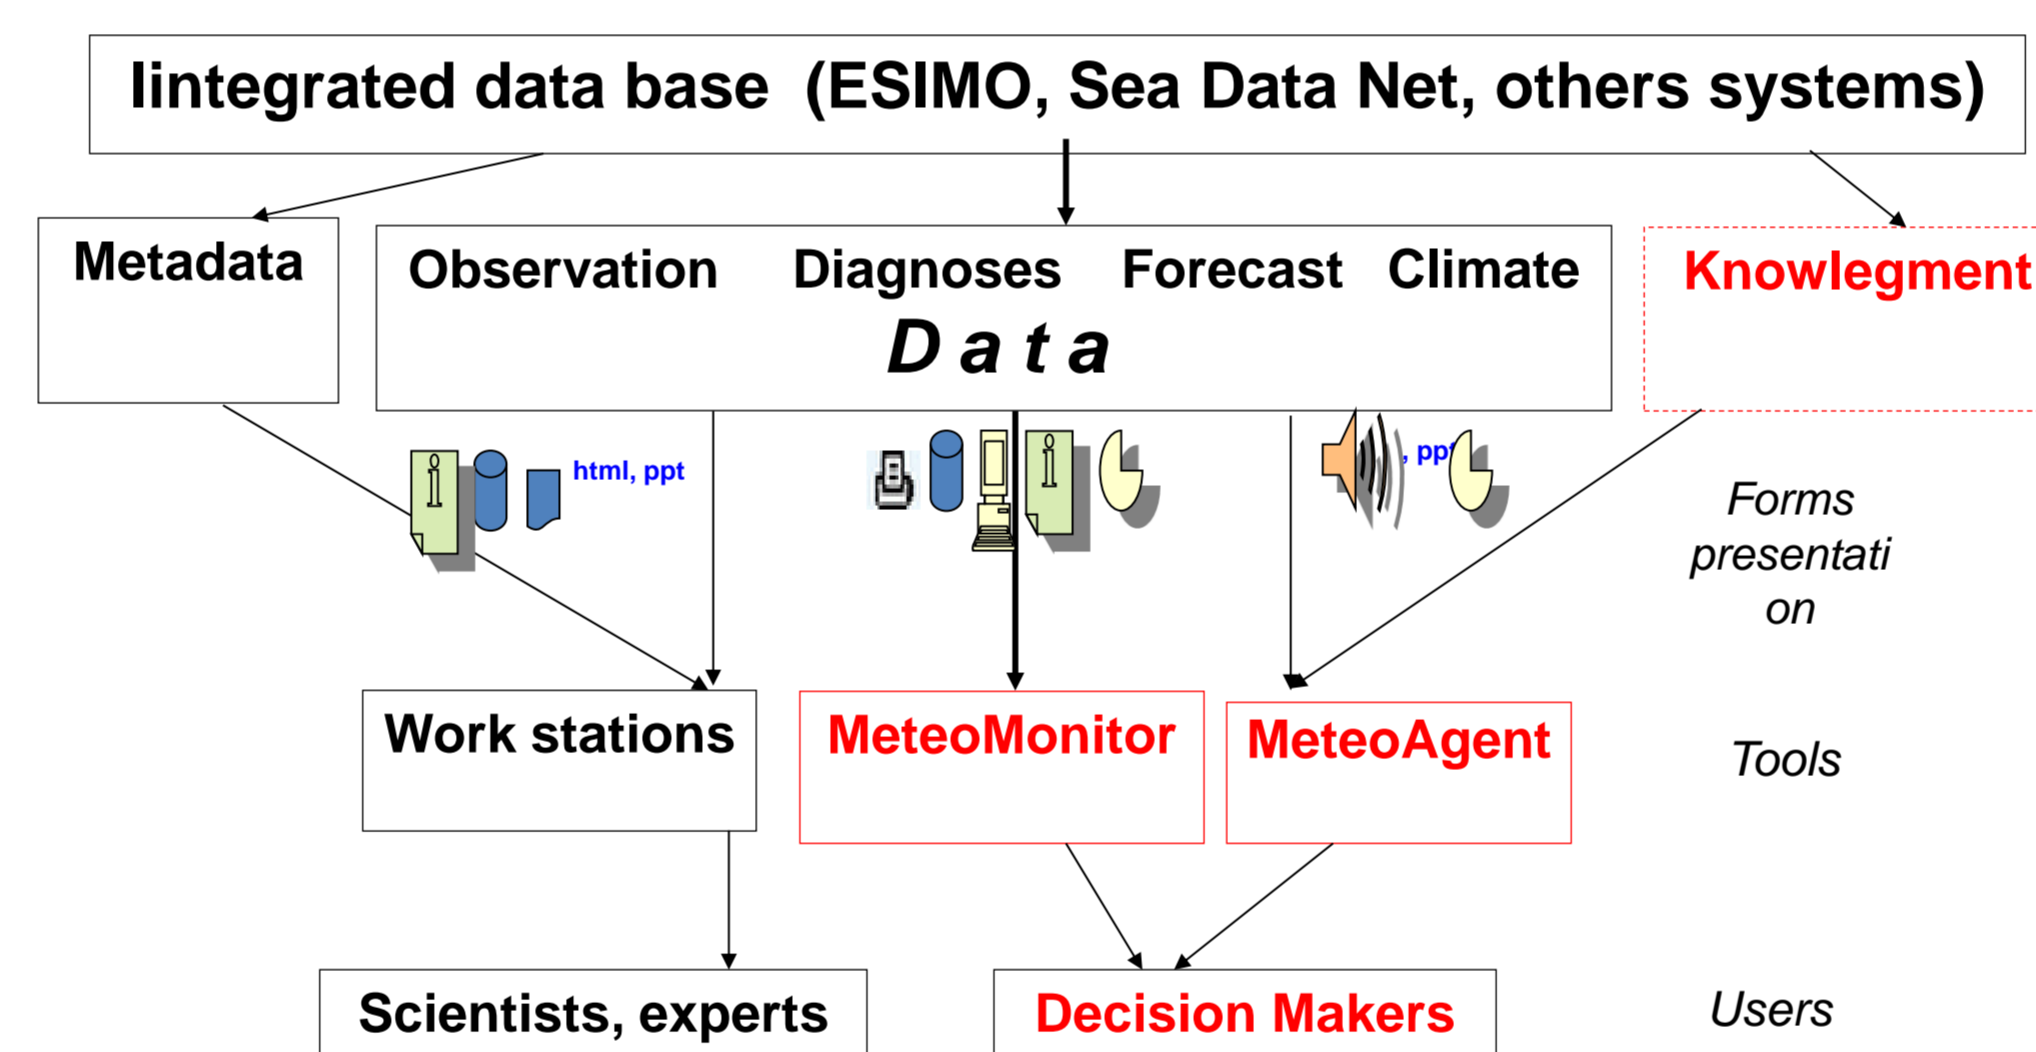 Iintegrated data base (ESIMO, Sea Data Net, others systems)
Metadata
Observation Diagnoses Forecast Climate
Data
Knowlegment
html, ppt
, ppt
Forms
presentati
on
Work stations
MeteoMonitor
MeteoAgent
Tools
Scientists, experts
Decision Makers
Users